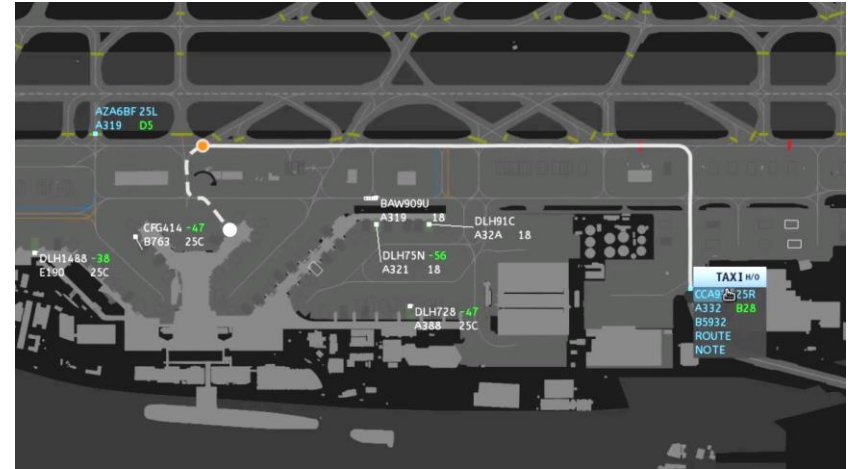 AZA6BF 25L
A319 D5
BAW909U
A319 18
DLH91C
A32A 18
CFG414 -47
B763 25C
DLH75N -56
A321 18
DLH1488 -38
E190 25C
TAXI H/O
25R
A332 B28
B5932
ROUTE
NOTE
DLH728 -47
A388 25C